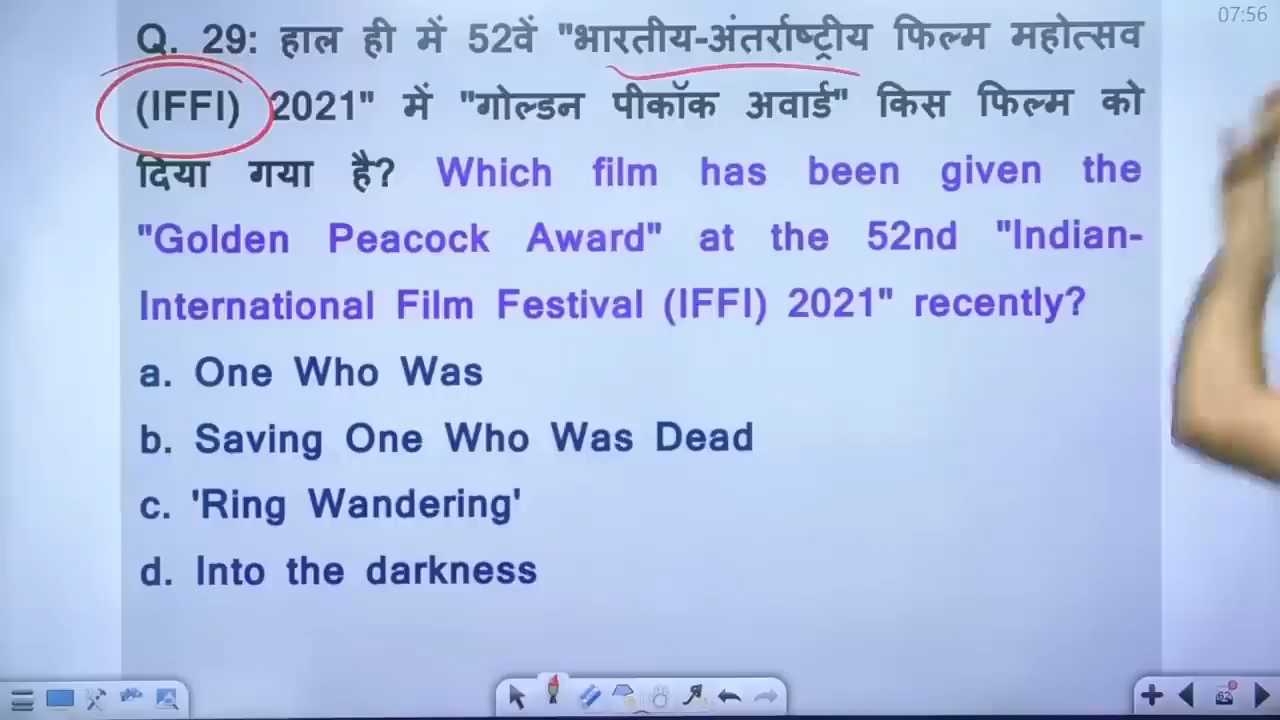 07:56
Q. 29: हाल ही में 52वें "भारतीय-अंतर्राष्ट्रीय फिल्म महोत्सव
(IFFI) 2021" में "गोल्डन पीकॉक अवार्ड" किस फिल्म को
दिया गया है? Which film has been given the
"Golden Peacock Award" at the 52nd "Indian-
International Film Festival (IFFI) 2021" recently?
a. One Who Was
b. Saving One Who Was Dead
c. 'Ring Wandering'
d. Into the darkness